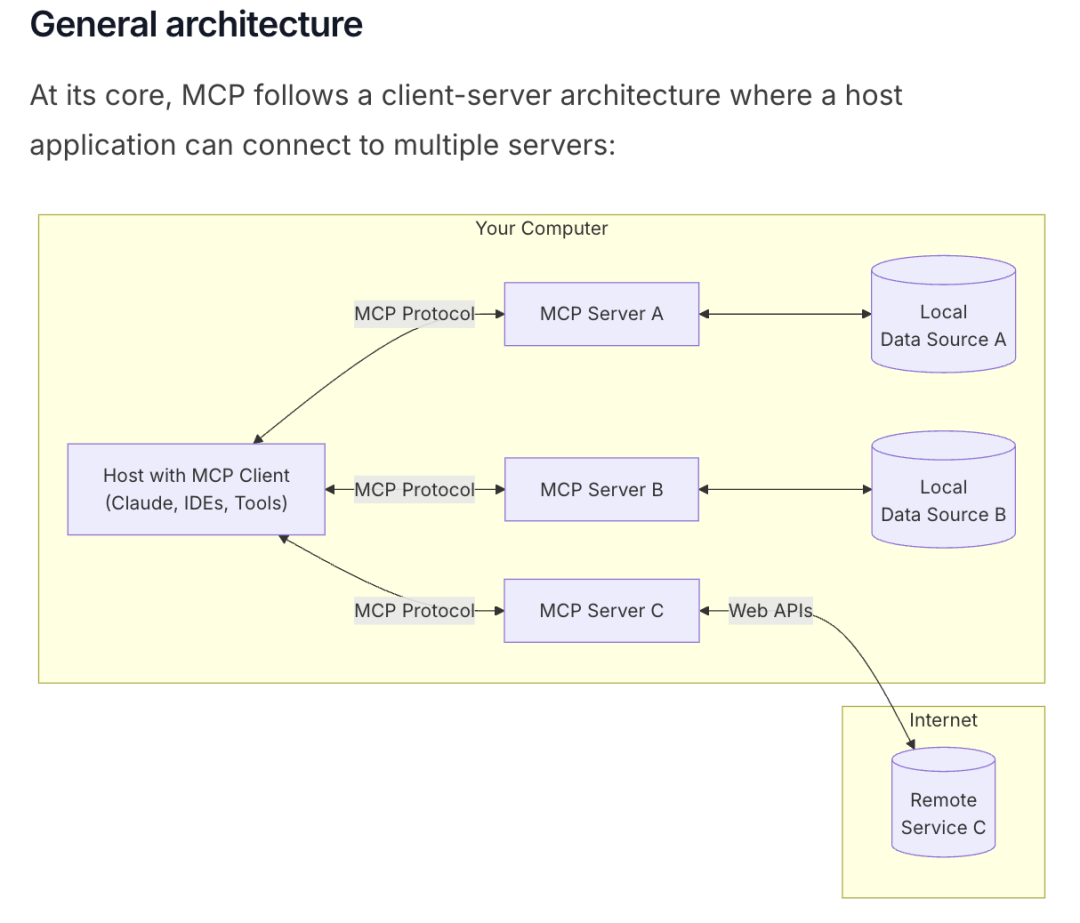 General architecture
At its core, MCP follows a client-server architecture where a host
application can connect to multiple servers:
Your Computer
MCP Protocol
MCP Server A
Local
Data Source A
Host with MCP Client
(Claude, IDEs, Tools)
MCP Protocol
MCP Server B
Local
Data Source B
MCP Protocol
MCP Server C
Web APIs
Internet
Remote
Service C